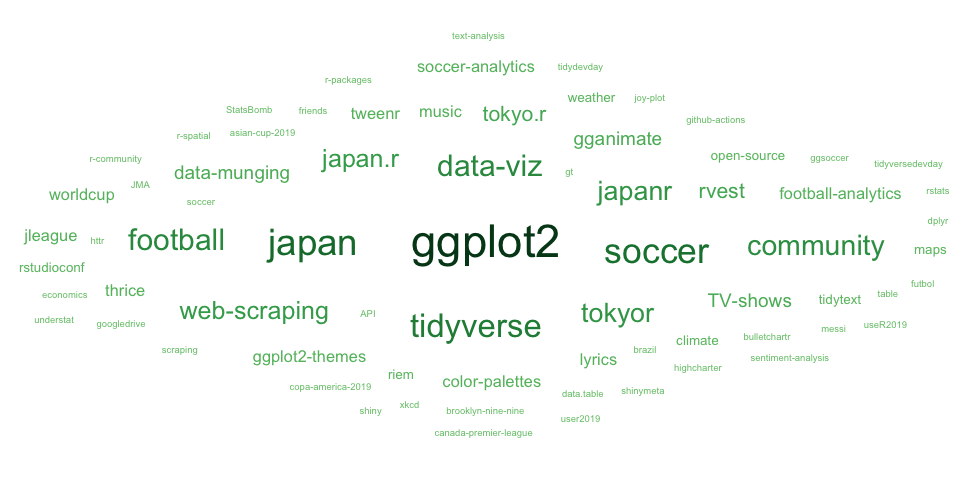 text-analysis
soccer-analytics
tidydevday
r-packages
weather
joy-plot
StatsBomb
friends
tweenr
music
tokyo.r
github-actions
r-spatial
asian-cup-2019
gganimate
r-community
japan.r
data-viz
open-source
ggsoccer
tidyversedevday
data-munging
gt
JMA
worldcup
soccer
japanr
rvest
football-analytics
rstats
dplyr
jleague
httr
football
japan
ggplot2
soccer
community
maps
rstudioconf
economics
thrice
futbol
web-scraping
API
TV-shows
tidytext
table
understat
googledrive
tidyverse
tokyor
messi
useR2019
scraping
ggplot2-themes
lyrics
brazil
climate
bulletchartr
sentiment-analysis
highcharter
riem
color-palettes
copa-america-2019
data.table
shinymeta
shiny
xkcd
brooklyn-nine-nine
user2019
canada-premier-league